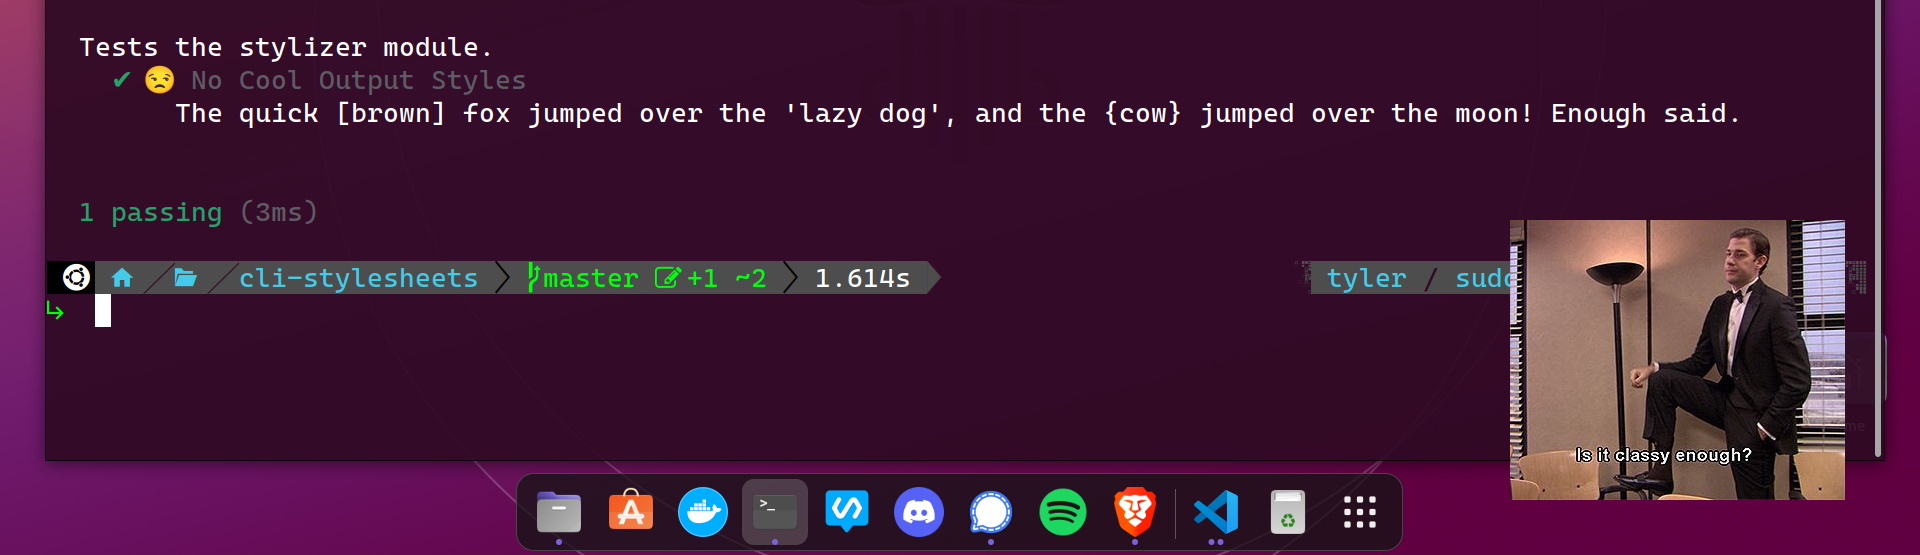 Tests the stylizer module.
✔ 😒 No Cool Output Styles
The quick [brown] fox jumped over the 'lazy dog', and the {cow} jumped over the moon! Enough said.
1 passing (3ms)
cli-stylesheets master +1 ~2 1.614s tyler / sudo
>_
Is it classy enough?